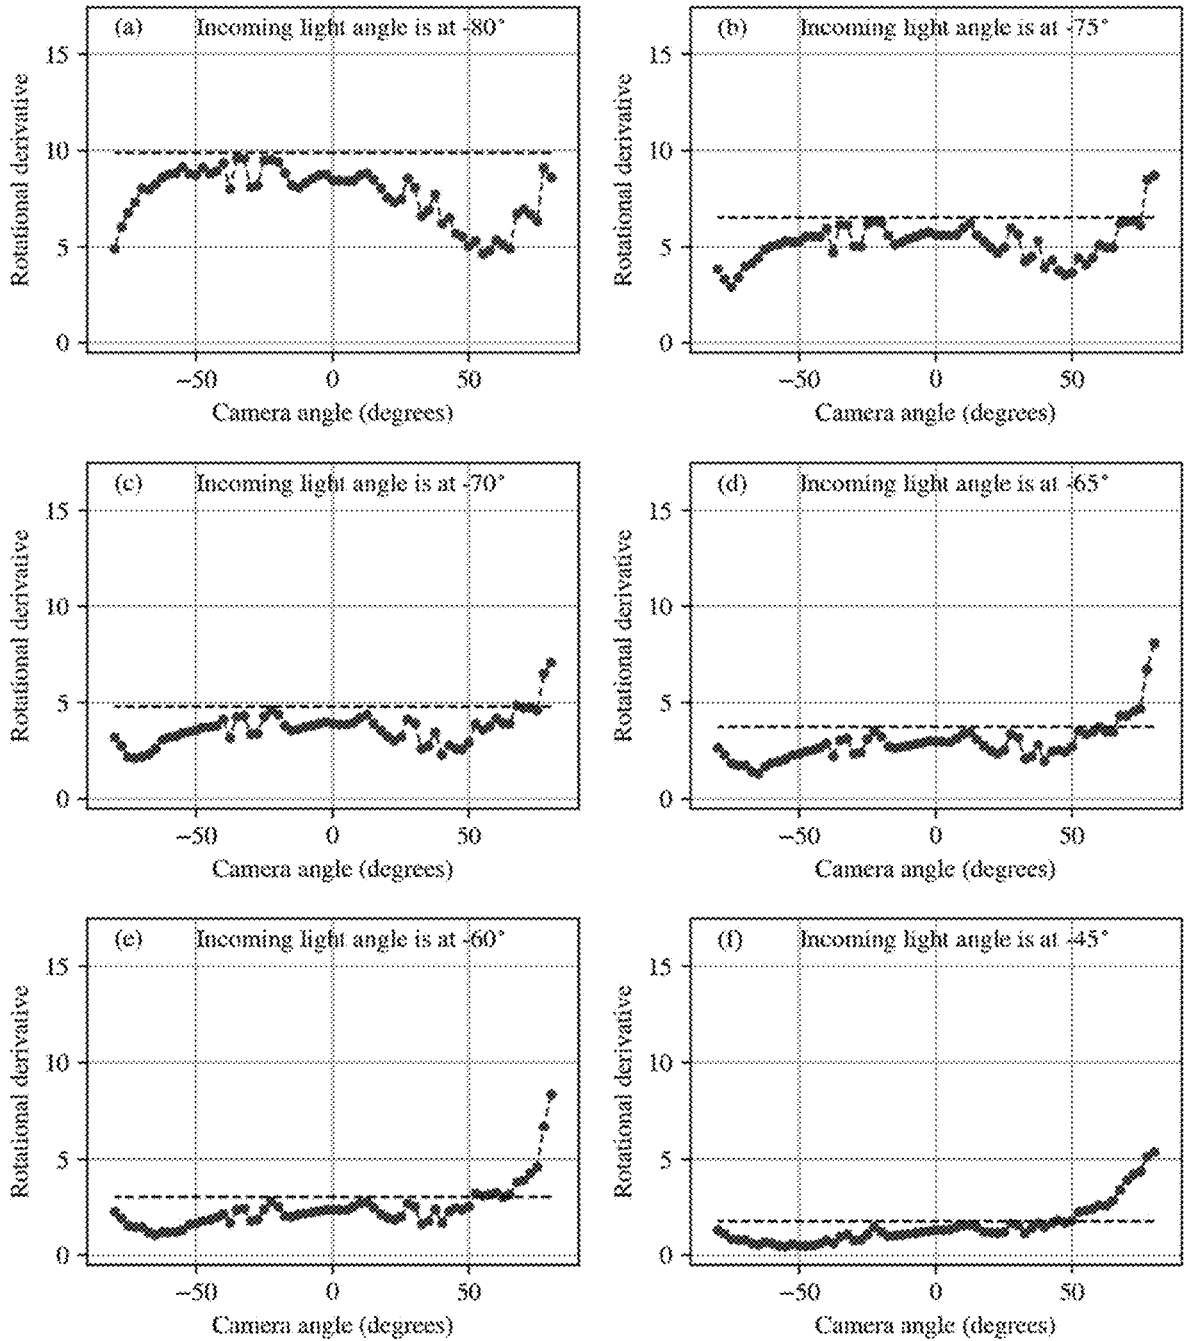 (a) Incoming light angle is at -80°
Rotational derivative
15
10
5
0
−50 0 50
Camera angle (degrees)
(b) Incoming light angle is at -75°
Rotational derivative
15
10
5
0
−50 0 50
Camera angle (degrees)
(c) Incoming light angle is at -70°
Rotational derivative
15
10
5
0
−50 0 50
Camera angle (degrees)
(d) Incoming light angle is at -65°
Rotational derivative
15
10
5
0
−50 0 50
Camera angle (degrees)
(e) Incoming light angle is at -60°
Rotational derivative
15
10
5
0
−50 0 50
Camera angle (degrees)
(f) Incoming light angle is at -45°
Rotational derivative
15
10
5
0
−50 0 50
Camera angle (degrees)